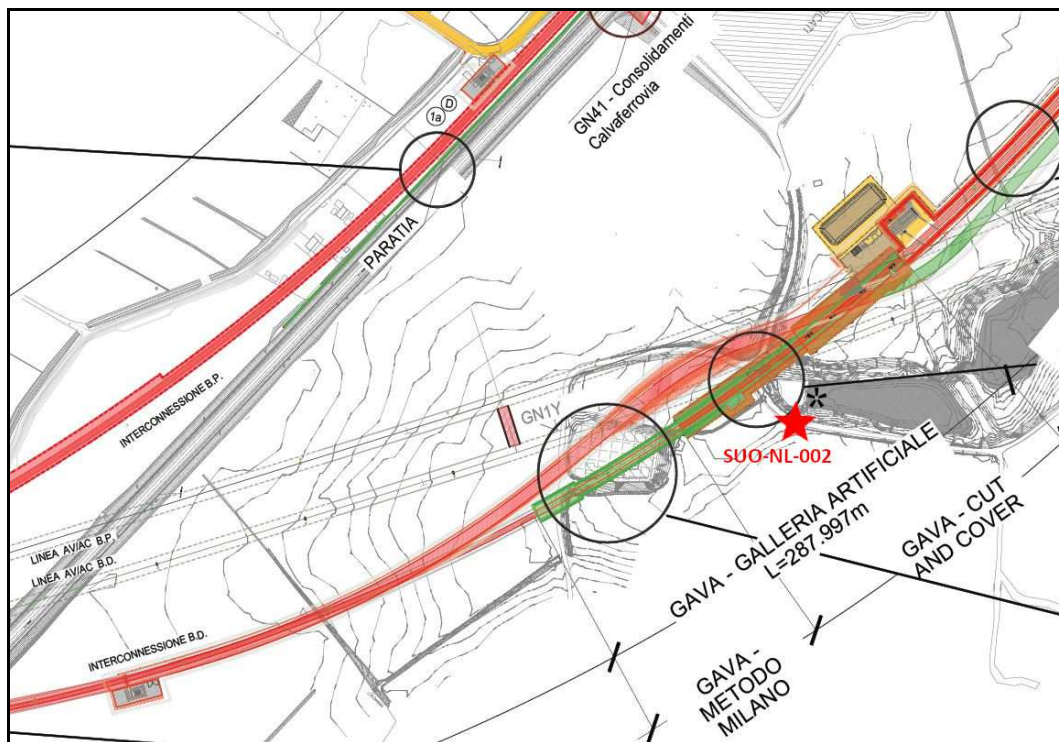 GN41 - Consolidamenti
Calvaferrovia
D
1a
PARATIA
INTERCONNESSIONE B.P.
GN1Y
*
SUO-NL-002
LINEA AV/AC B.P.
LINEA AV/AC B.D.
GAVA - GALLERIA ARTIFICIALE
L=287.997m
GAVA - CUT
AND COVER
INTERCONNESSIONE B.D.
GAVA -
METODO
MILANO